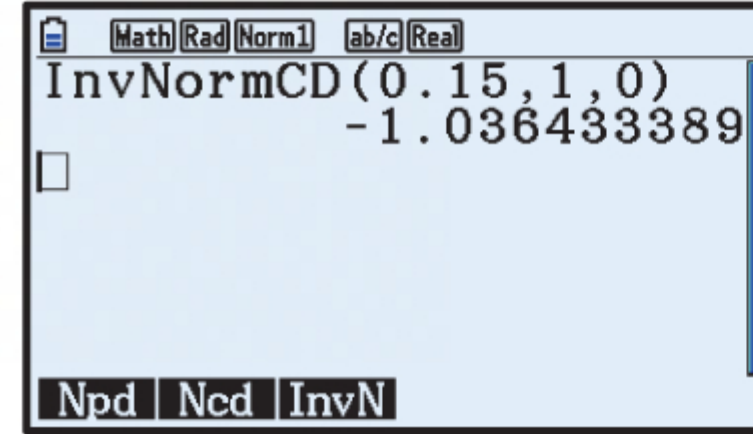 Math Rad Norm1 ab/c Real
InvNormCD(0.15,1,0)
-1.036433389
Npd Ncd InvN